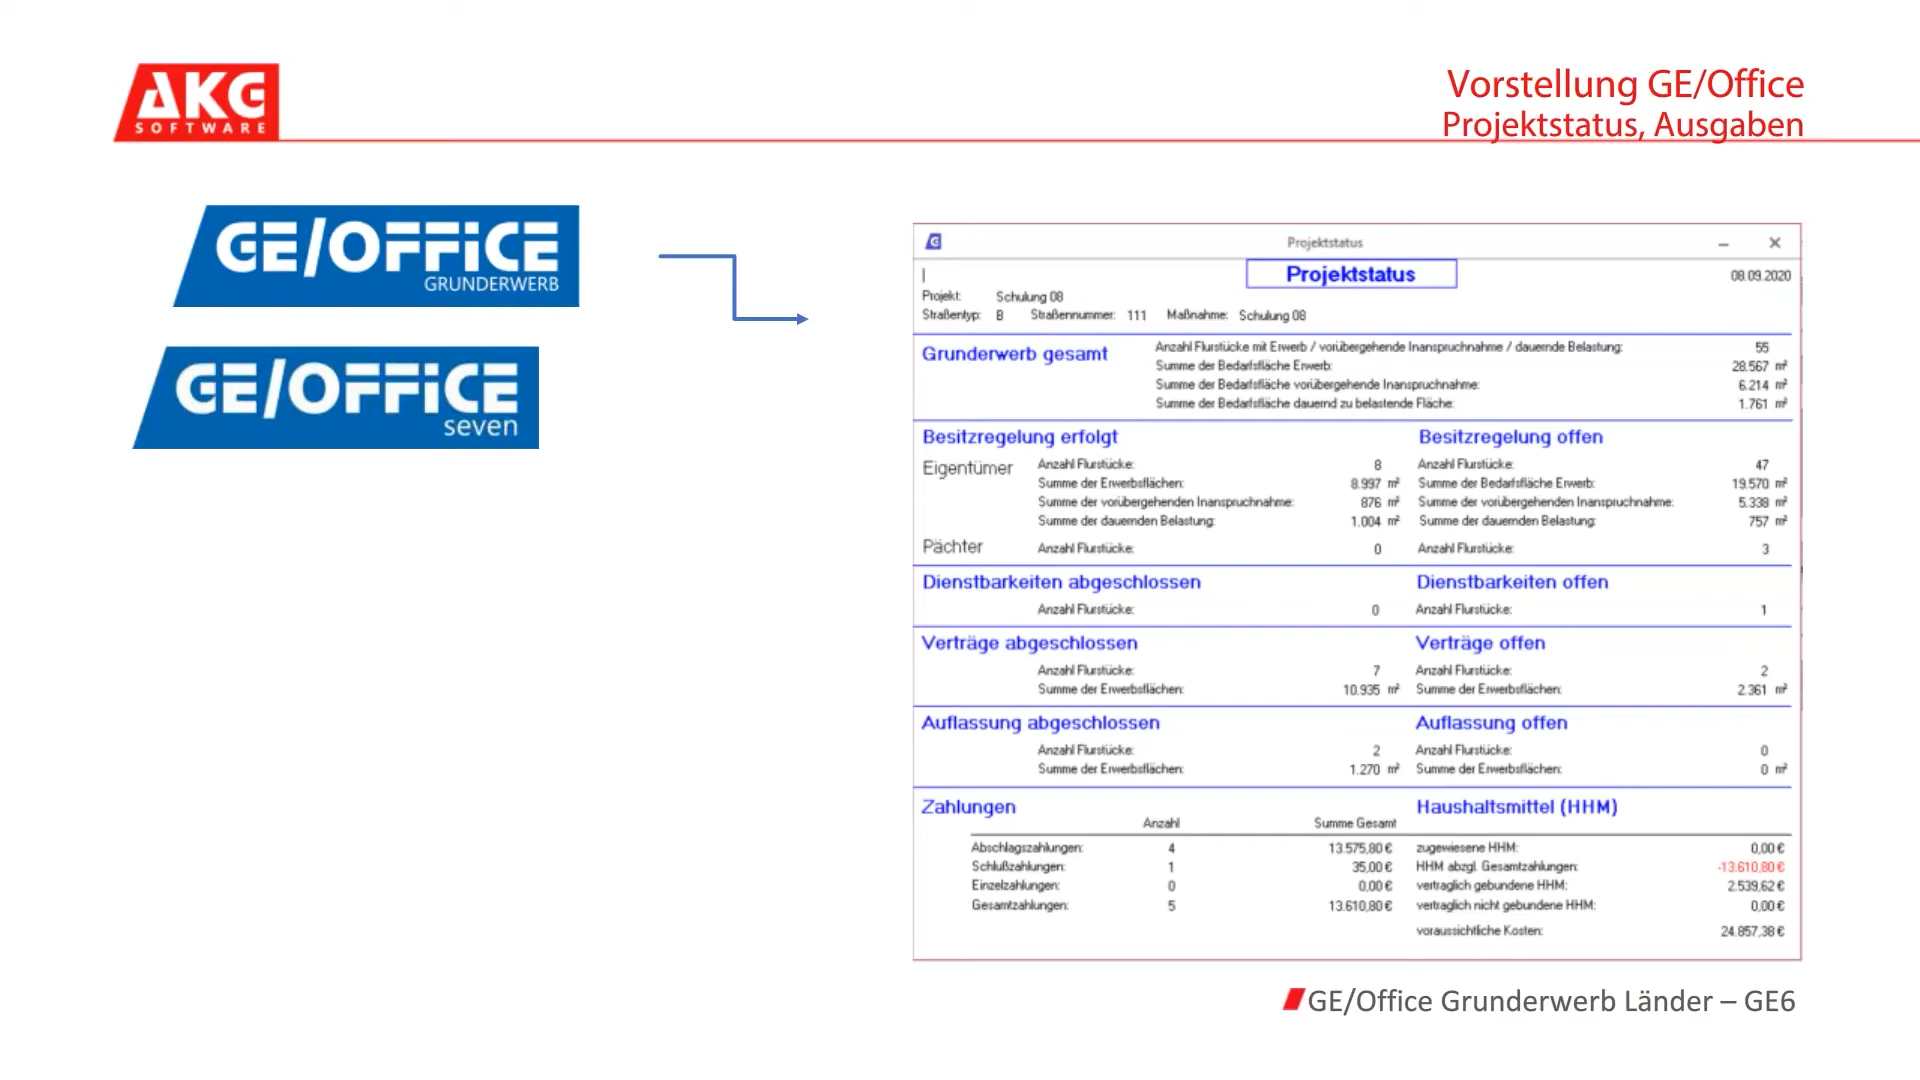 AKG
SOFTWARE
Vorstellung GE/Office
Projektstatus, Ausgaben
GE/OFFiCE
GRUNDERWERB
GE/OFFiCE
seven
Projektstatus
Projektstatus
08.09.2020
Projekt: Schulung 08
Straßentyp: B Straßennummer: 111 Maßnahme: Schulung 08
Grunderwerb gesamt
Anzahl Flurstücke mit Erwerb / vorübergehende Inanspruchnahme / dauernde Belastung: 55
Summe der Bedarfsfläche Erwerb: 28.567 m²
Summe der Bedarfsfläche vorübergehende Inanspruchnahme: 6.214 m²
Summe der Bedarfsfläche dauernd zu belastende Fläche: 1.761 m²
Besitzregelung erfolgt Besitzregelung offen
Eigentümer Anzahl Flurstücke: 8 Anzahl Flurstücke: 47
Summe der Erwerbsflächen: 8.997 m² Summe der Bedarfsfläche Erwerb: 19.570 m²
Summe der vorübergehenden Inanspruchnahme: 876 m² Summe der vorübergehenden Inanspruchnahme: 5.338 m²
Summe der dauernden Belastung: 1.004 m² Summe der dauernden Belastung: 757 m²
Pächter Anzahl Flurstücke: 0 Anzahl Flurstücke: 3
Dienstbarkeiten abgeschlossen Dienstbarkeiten offen
Anzahl Flurstücke: 0 Anzahl Flurstücke: 1
Verträge abgeschlossen Verträge offen
Anzahl Flurstücke: 7 Anzahl Flurstücke: 2
Summe der Erwerbsflächen: 10.935 m² Summe der Erwerbsflächen: 2.361 m²
Auflassung abgeschlossen Auflassung offen
Anzahl Flurstücke: 2 Anzahl Flurstücke: 0
Summe der Erwerbsflächen: 1.270 m² Summe der Erwerbsflächen: 0 m²
Zahlungen Haushaltsmittel (HHM)
Anzahl Summe Gesamt
Abschlagszahlungen: 4 13.575,80 € zugewiesene HHM: 0,00 €
Schlußzahlungen: 1 35,00 € HHM abzgl. Gesamtzahlungen: -13.610,80 €
Einzelzahlungen: 0 0,00 € vertraglich gebundene HHM: 2.539,62 €
Gesamtzahlungen: 5 13.610,80 € vertraglich nicht gebundene HHM: 0,00 €
voraussichtliche Kosten: 24.857,38 €
GE/Office Grunderwerb Länder – GE6